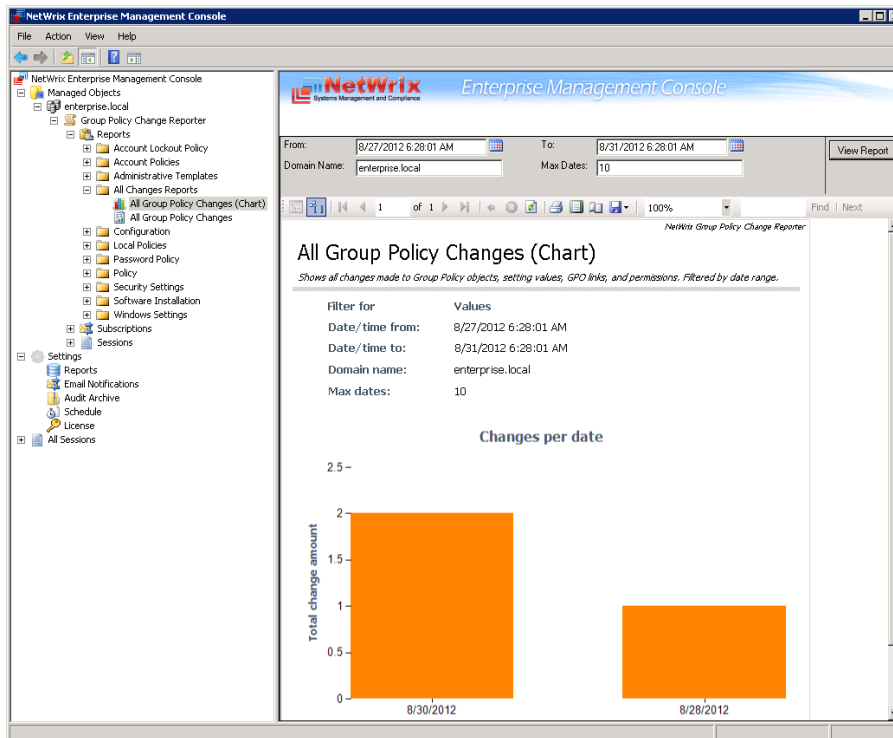 NetWrix Enterprise Management Console
File Action View Help
NetWrix Enterprise Management Console
Managed Objects
enterprise.local
Group Policy Change Reporter
Reports
Account Lockout Policy
Account Policies
Administrative Templates
All Changes Reports
All Group Policy Changes (Chart)
All Group Policy Changes
Configuration
Local Policies
Password Policy
Policy
Security Settings
Software Installation
Windows Settings
Subscriptions
Sessions
Settings
Reports
Email Notifications
Audit Archive
Schedule
License
All Sessions
NetWrix
Systems Management and Compliance
Enterprise Management Console
From: 8/27/2012 6:28:01 AM To: 8/31/2012 6:28:01 AM View Report
Domain Name: enterprise.local Max Dates: 10
1 of 1 100% Find | Next
NetWrix Group Policy Change Reporter
All Group Policy Changes (Chart)
Shows all changes made to Group Policy objects, setting values, GPO links, and permissions. Filtered by date range.
Filter for Values
Date/time from: 8/27/2012 6:28:01 AM
Date/time to: 8/31/2012 6:28:01 AM
Domain name: enterprise.local
Max dates: 10
Changes per date
Total change amount
2.5
2
1.5
1
0.5
0
8/30/2012 8/28/2012